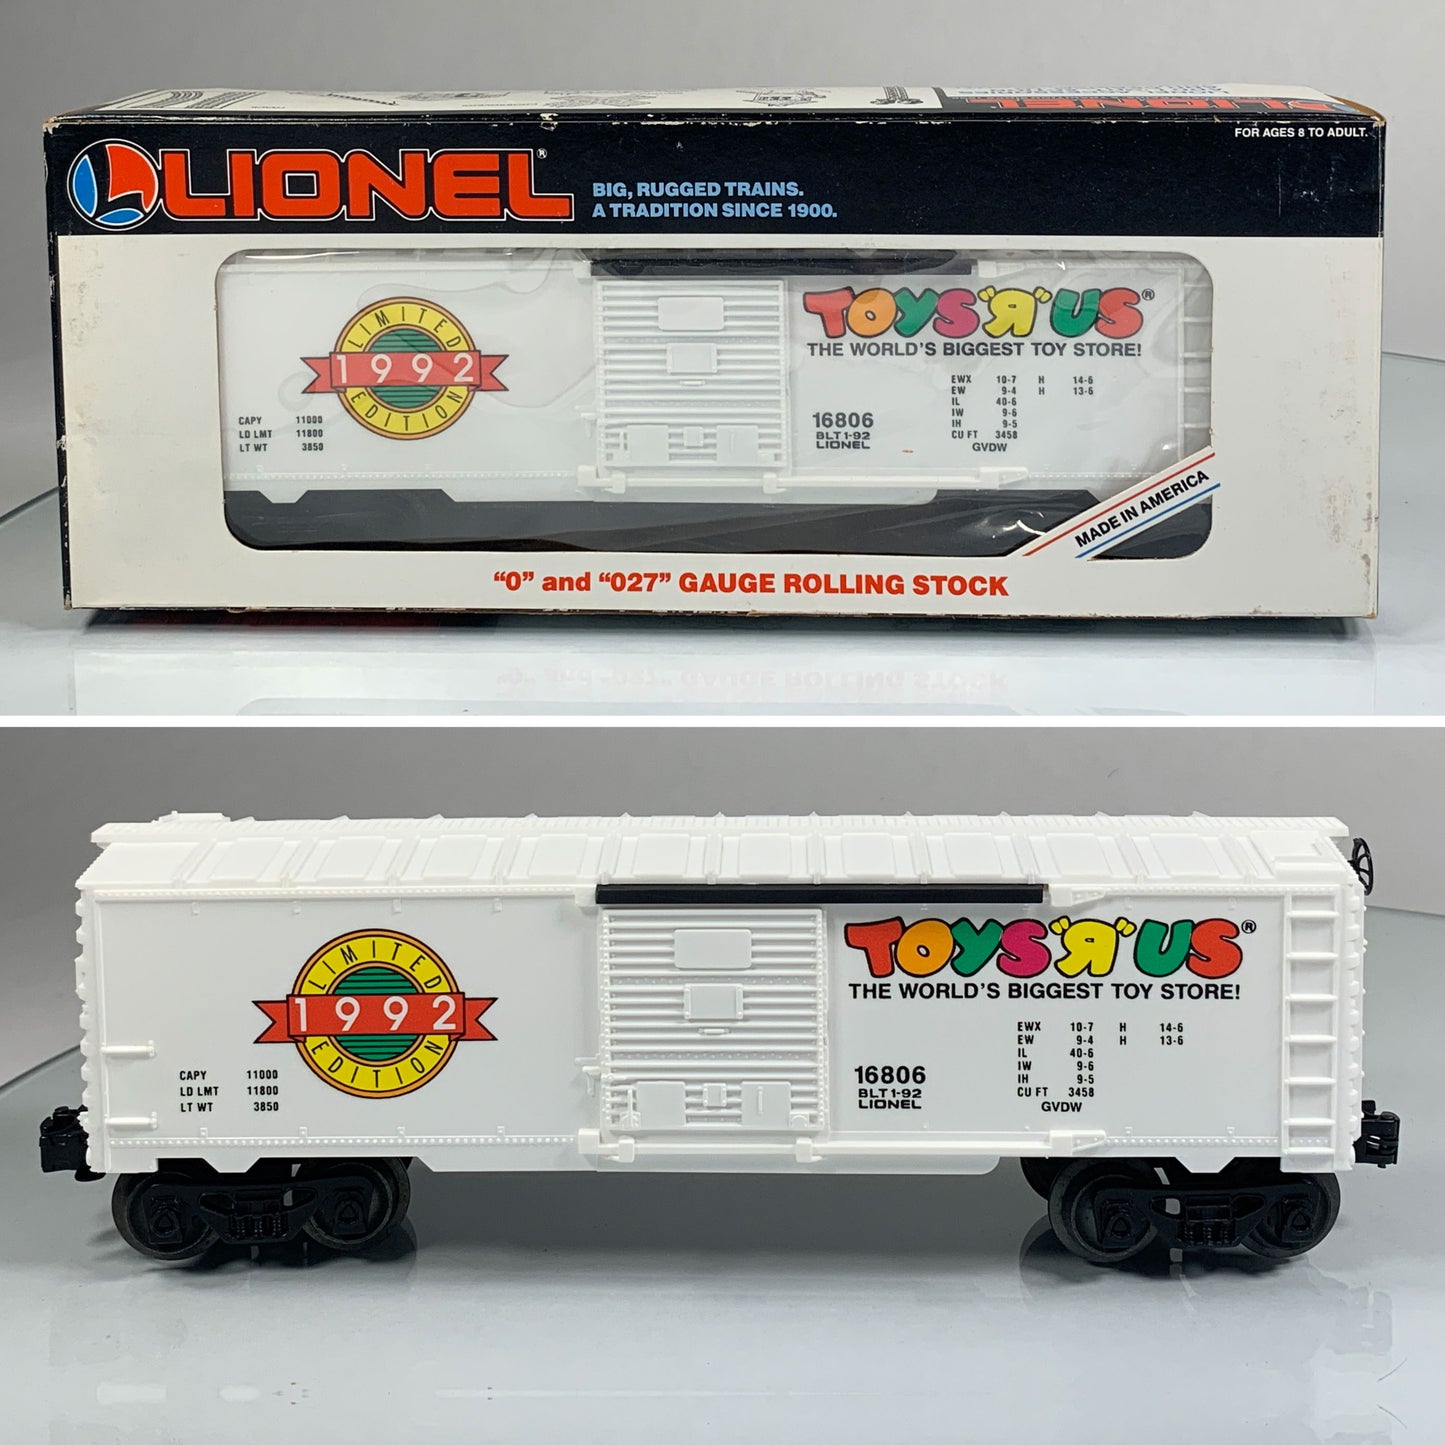 LIONEL
FOR AGES 8 TO ADULT.
LIONEL®
BIG, RUGGED TRAINS.
A TRADITION SINCE 1900.
LIMITED
1992
EDITION
CAPY 11000
LD LMT 11800
LT WT 3850
TOYS "R" US®
THE WORLD'S BIGGEST TOY STORE!
16806
BLT 1-92
LIONEL
EWX 10-7 H 14-6
EW 9-4 H 13-6
IL 40-6
IW 9-6
IH 9-5
CU FT 3458
GVDW
MADE IN AMERICA
"O" and "027" GAUGE ROLLING STOCK
LIMITED
1992
EDITION
CAPY 11000
LD LMT 11800
LT WT 3850
TOYS "R" US®
THE WORLD'S BIGGEST TOY STORE!
16806
BLT 1-92
LIONEL
EWX 10-7 H 14-6
EW 9-4 H 13-6
IL 40-6
IW 9-6
IH 9-5
CU FT 3458
GVDW